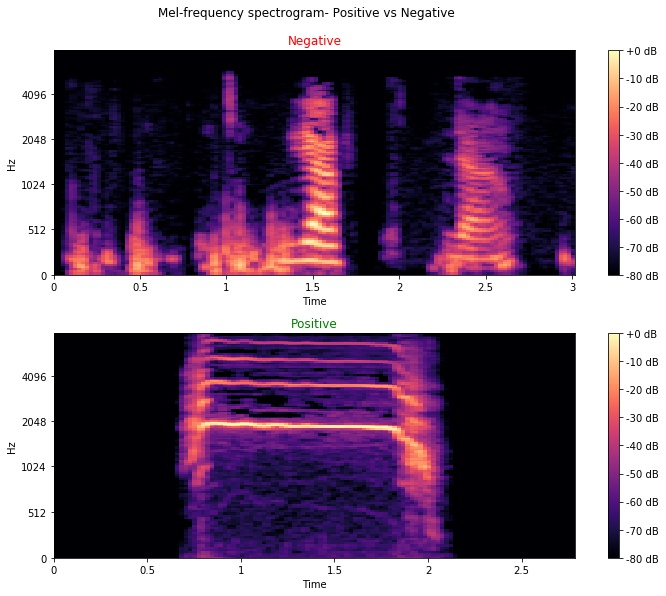 Mel-frequency spectrogram- Positive vs Negative
Negative
Hz
4096
2048
1024
512
0
0 0.5 1 1.5 2 2.5 3
Time
+0 dB
-10 dB
-20 dB
-30 dB
-40 dB
-50 dB
-60 dB
-70 dB
-80 dB
Positive
Hz
4096
2048
1024
512
0
0 0.5 1 1.5 2 2.5
Time
+0 dB
-10 dB
-20 dB
-30 dB
-40 dB
-50 dB
-60 dB
-70 dB
-80 dB